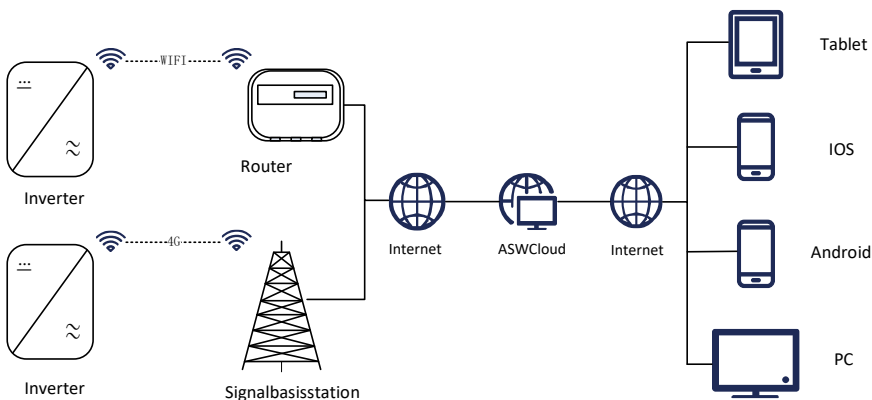 WIFI
Tablet
Router
IOS
Inverter
4G
Internet
ASWCloud
Internet
Android
PC
Inverter
Signalbasisstation